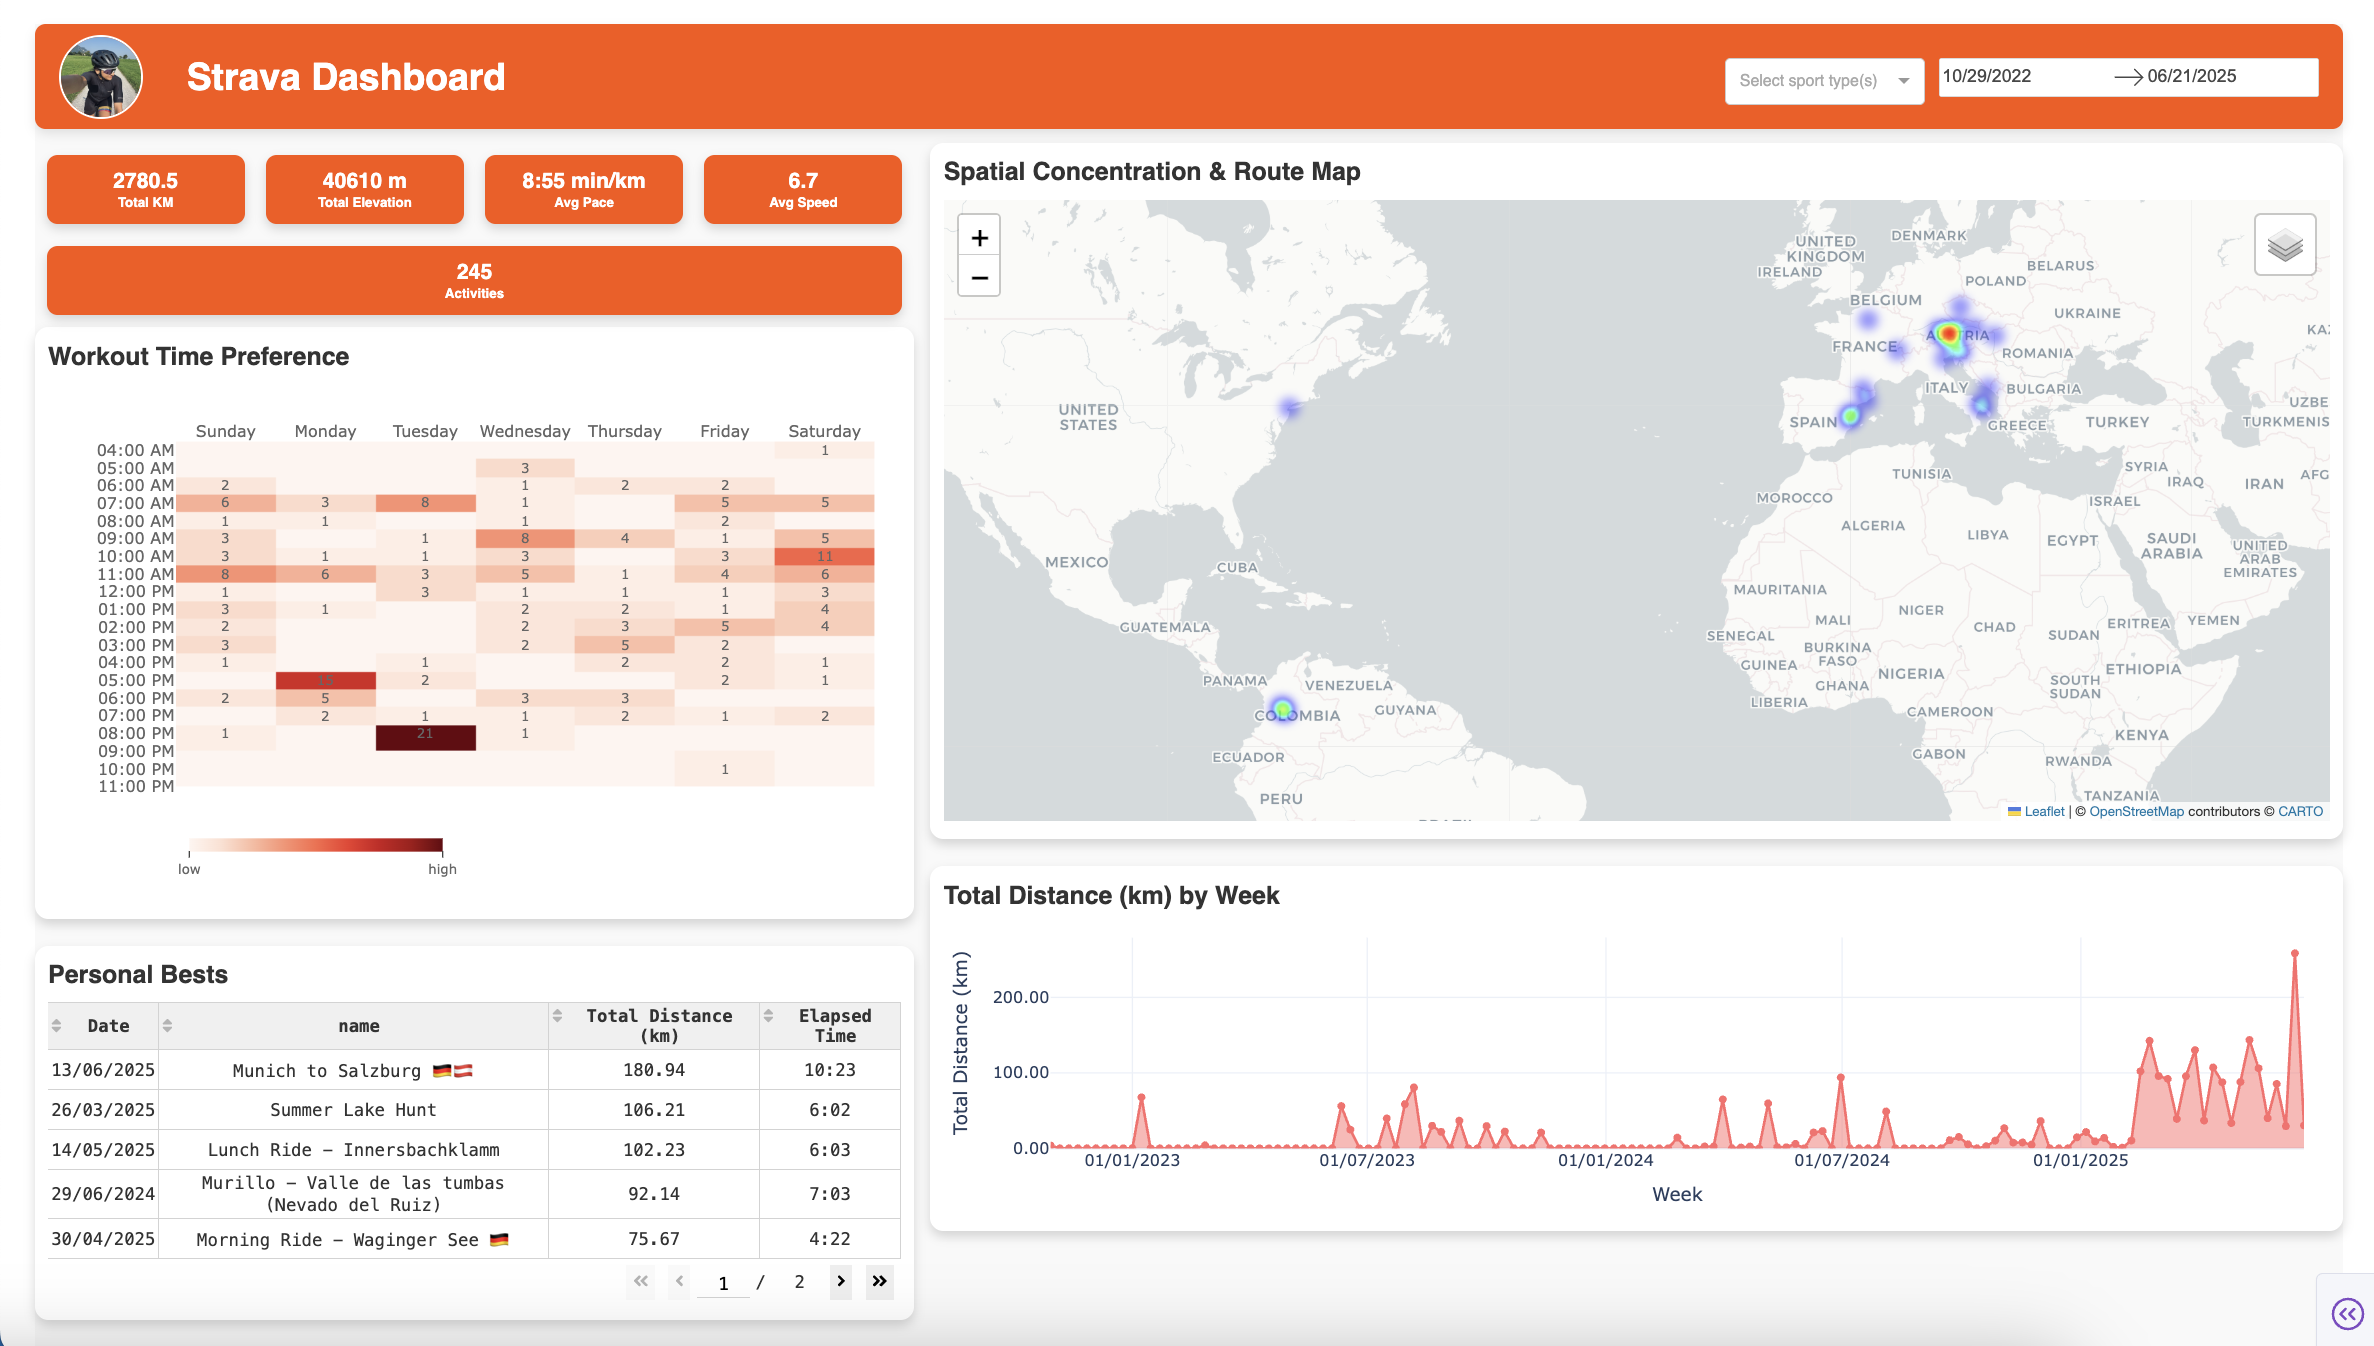 Strava Dashboard
Select sport type(s)
10/29/2022 → 06/21/2025
2780.5
Total KM
40610 m
Total Elevation
8:55 min/km
Avg Pace
6.7
Avg Speed
245
Activities
Workout Time Preference
Sunday Monday Tuesday Wednesday Thursday Friday Saturday
04:00 AM 1
05:00 AM 3
06:00 AM 2 1 2 2
07:00 AM 6 3 8 1 5 5
08:00 AM 1 1 1 2
09:00 AM 3 1 8 4 1 5
10:00 AM 3 1 1 3 3 11
11:00 AM 8 6 3 5 1 4 6
12:00 PM 1 3 1 1 1 3
01:00 PM 3 1 2 2 1 4
02:00 PM 2 2 3 5 4
03:00 PM 3 2 5 2
04:00 PM 1 1 2 2 1
05:00 PM 2 2 1
06:00 PM 2 5 3 3
07:00 PM 2 1 1 2 1 2
08:00 PM 1 21 1
09:00 PM
10:00 PM 1
11:00 PM
low high
Personal Bests
Date name Total Distance (km) Elapsed Time
13/06/2025 Munich to Salzburg 🇩🇪🇦🇹 180.94 10:23
26/03/2025 Summer Lake Hunt 106.21 6:02
14/05/2025 Lunch Ride – Innersbachklamm 102.23 6:03
29/06/2024 Murillo – Valle de las tumbas (Nevado del Ruiz) 92.14 7:03
30/04/2025 Morning Ride – Waginger See 🇩🇪 75.67 4:22
« ‹ 1 / 2 › »
Spatial Concentration & Route Map
+
−
UNITED KINGDOM
DENMARK
IRELAND
BELARUS
POLAND
BELGIUM
UKRAINE
FRANCE
ROMANIA
ITALY
BULGARIA
SPAIN
GREECE
TURKEY
UZBE
TURKMENIS
UNITED STATES
TUNISIA
SYRIA
IRAQ
IRAN
AFG
MOROCCO
ISRAEL
ALGERIA
LIBYA
EGYPT
SAUDI ARABIA
UNITED ARAB EMIRATES
MEXICO
CUBA
MAURITANIA
GUATEMALA
MALI
NIGER
CHAD
SUDAN
ERITREA
YEMEN
SENEGAL
BURKINA FASO
GUINEA
GHANA
NIGERIA
ETHIOPIA
SOUTH SUDAN
PANAMA
VENEZUELA
LIBERIA
COLOMBIA
GUYANA
CAMEROON
KENYA
ECUADOR
GABON
RWANDA
PERU
TANZANIA
Leaflet | © OpenStreetMap contributors © CARTO
Total Distance (km) by Week
Total Distance (km)
200.00
100.00
0.00
01/01/2023 01/07/2023 01/01/2024 01/07/2024 01/01/2025
Week